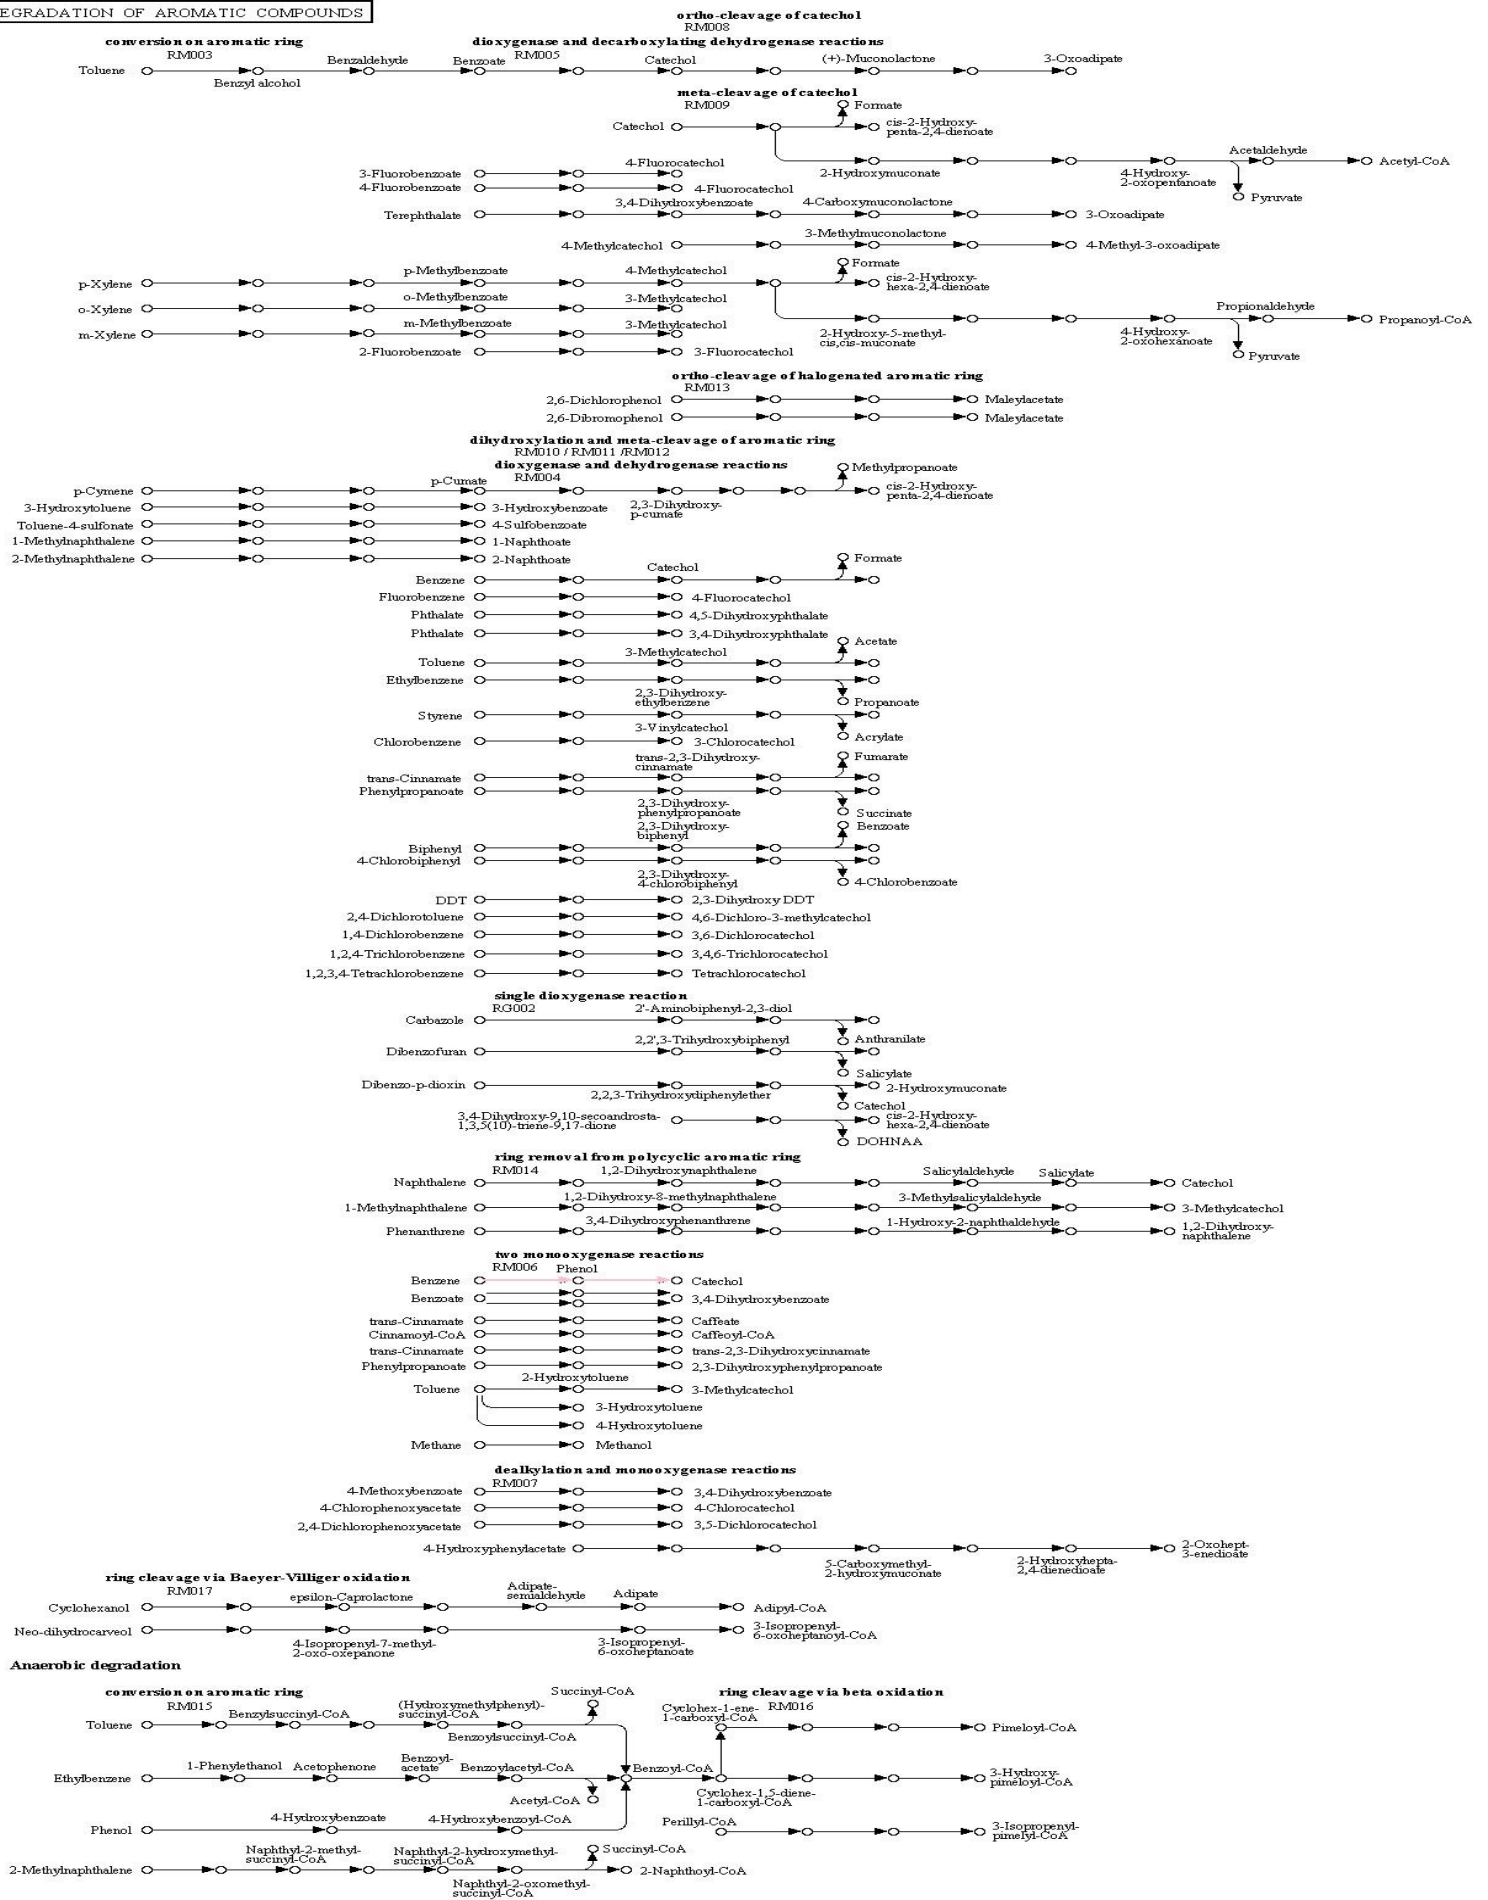 EGRADATION OF AROMATIC COMPOUNDS
ortho-cleavage of catechol
RM008
conversion on aromatic ring
dioxygenase and decarboxylating dehydrogenase reactions
RM003
RM005
Toluene
Benzyl alcohol
Benzaldehyde
Benzoate
Catechol
(+)-Muconolactone
3-Oxoadipate
meta-cleavage of catechol
RM009
Catechol
Formate
cis-2-Hydroxy-
penta-2,4-dienoate
2-Hydroxymuconate
4-Hydroxy-
2-oxopentanoate
Acetaldehyde
Acetyl-CoA
Pyruvate
3-Fluorobenzoate
4-Fluorocatechol
4-Fluorobenzoate
4-Fluorocatechol
Terephthalate
3,4-Dihydroxybenzoate
4-Carboxymuconolactone
3-Oxoadipate
4-Methylcatechol
3-Methylmuconolactone
4-Methyl-3-oxoadipate
p-Xylene
p-Methylbenzoate
4-Methylcatechol
Formate
cis-2-Hydroxy-
hexa-2,4-dienoate
o-Xylene
o-Methylbenzoate
3-Methylcatechol
m-Xylene
m-Methylbenzoate
3-Methylcatechol
2-Hydroxy-5-methyl-
cis,cis-muconate
4-Hydroxy-
2-oxohexanoate
Propionaldehyde
Propanoyl-CoA
Pyruvate
2-Fluorobenzoate
3-Fluorocatechol
ortho-cleavage of halogenated aromatic ring
RM013
2,6-Dichlorophenol
Maleylacetate
2,6-Dibromophenol
Maleylacetate
dihydroxylation and meta-cleavage of aromatic ring
RM010 / RM011 /RM012
dioxygenase and dehydrogenase reactions
RM004
p-Cymene
p-Cumate
2,3-Dihydroxy-
p-cumate
Methylpropanoate
cis-2-Hydroxy-
penta-2,4-dienoate
3-Hydroxytoluene
3-Hydroxybenzoate
Toluene-4-sulfonate
4-Sulfobenzoate
1-Methylnaphthalene
1-Naphthoate
2-Methylnaphthalene
2-Naphthoate
Benzene
Catechol
Formate
Fluorobenzene
4-Fluorocatechol
Phthalate
4,5-Dihydroxyphthalate
Phthalate
3,4-Dihydroxyphthalate
Toluene
3-Methylcatechol
Acetate
Ethylbenzene
2,3-Dihydroxy-
ethylbenzene
Propanoate
Styrene
3-Vinylcatechol
Acrylate
Chlorobenzene
3-Chlorocatechol
trans-Cinnamate
trans-2,3-Dihydroxy-
cinnamate
Fumarate
Phenylpropanoate
2,3-Dihydroxy-
phenylpropanoate
Succinate
Biphenyl
2,3-Dihydroxy-
biphenyl
Benzoate
4-Chlorobiphenyl
2,3-Dihydroxy-
4-chlorobiphenyl
4-Chlorobenzoate
DDT
2,3-Dihydroxy DDT
2,4-Dichlorotoluene
4,6-Dichloro-3-methylcatechol
1,4-Dichlorobenzene
3,6-Dichlorocatechol
1,2,4-Trichlorobenzene
3,4,6-Trichlorocatechol
1,2,3,4-Tetrachlorobenzene
Tetrachlorocatechol
single dioxygenase reaction
RG002
Carbazole
2'-Aminobiphenyl-2,3-diol
Anthranilate
Dibenzofuran
2,2',3-Trihydroxybiphenyl
Salicylate
Dibenzo-p-dioxin
2,2,3-Trihydroxydiphenylether
2-Hydroxymuconate
Catechol
3,4-Dihydroxy-9,10-secoandrosta-
1,3,5(10)-triene-9,17-dione
cis-2-Hydroxy-
hexa-2,4-dienoate
DOHNAA
ring removal from polycyclic aromatic ring
RM014
Naphthalene
1,2-Dihydroxynaphthalene
Salicylaldehyde
Salicylate
Catechol
1-Methylnaphthalene
1,2-Dihydroxy-8-methylnaphthalene
3-Methylsalicylaldehyde
3-Methylcatechol
Phenanthrene
3,4-Dihydroxyphenanthrene
1-Hydroxy-2-naphthaldehyde
1,2-Dihydroxy-
naphthalene
two monooxygenase reactions
RM006
Benzene
Phenol
Catechol
Benzoate
3,4-Dihydroxybenzoate
trans-Cinnamate
Caffeate
Cinnamoyl-CoA
Caffeoyl-CoA
trans-Cinnamate
trans-2,3-Dihydroxycinnamate
Phenylpropanoate
2,3-Dihydroxyphenylpropanoate
Toluene
2-Hydroxytoluene
3-Methylcatechol
3-Hydroxytoluene
4-Hydroxytoluene
Methane
Methanol
dealkylation and monooxygenase reactions
RM007
4-Methoxybenzoate
3,4-Dihydroxybenzoate
4-Chlorophenoxyacetate
4-Chlorocatechol
2,4-Dichlorophenoxyacetate
3,5-Dichlorocatechol
4-Hydroxyphenylacetate
5-Carboxymethyl-
2-hydroxymuconate
2-Hydroxyhepta-
2,4-dienedioate
2-Oxohept-
3-enedioate
ring cleavage via Baeyer-Villiger oxidation
RM017
Cyclohexanol
epsilon-Caprolactone
Adipate-
semialdehyde
Adipate
Adipyl-CoA
Neo-dihydrocarveol
4-Isopropenyl-7-methyl-
2-oxo-oxepanone
3-Isopropenyl-
6-oxoheptanoate
3-Isopropenyl-
6-oxoheptanoyl-CoA
Anaerobic degradation
conversion on aromatic ring
RM015
ring cleavage via beta oxidation
RM016
Toluene
Benzylsuccinyl-CoA
(Hydroxymethylphenyl)-
succinyl-CoA
Benzoylsuccinyl-CoA
Succinyl-CoA
Cyclohex-1-ene-
1-carboxyl-CoA
Pimeloyl-CoA
Ethylbenzene
1-Phenylethanol
Acetophenone
Benzoyl-
acetate
Benzoylacetyl-CoA
Acetyl-CoA
Benzoyl-CoA
Cyclohex-1,5-diene-
1-carboxyl-CoA
3-Hydroxy-
pimeloyl-CoA
Phenol
4-Hydroxybenzoate
4-Hydroxybenzoyl-CoA
Perillyl-CoA
3-Isopropenyl-
pimelyl-CoA
2-Methylnaphthalene
Naphthyl-2-methyl-
succinyl-CoA
Naphthyl-2-hydroxymethyl-
succinyl-CoA
Naphthyl-2-oxomethyl-
succinyl-CoA
Succinyl-CoA
2-Naphthoyl-CoA